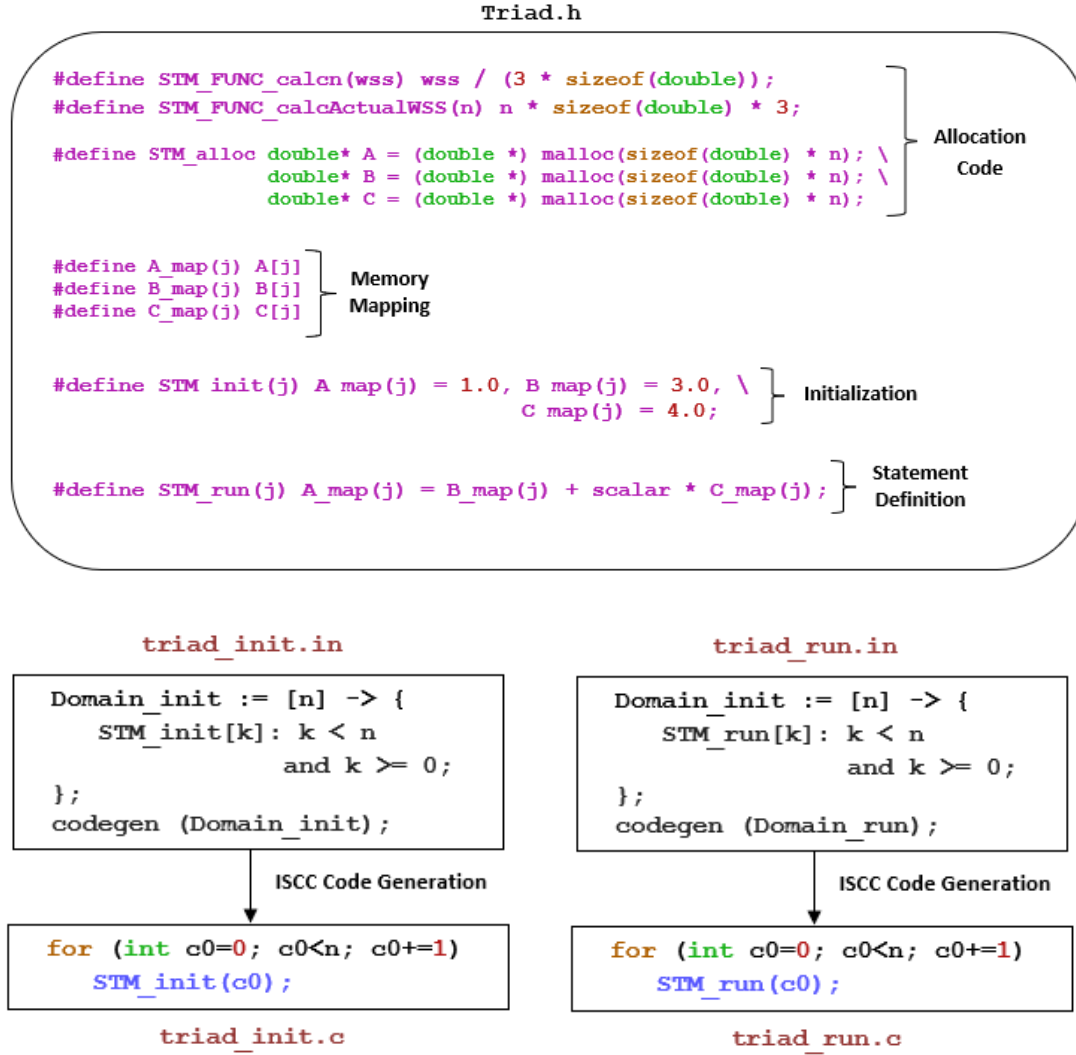 Triad.h
#define STM_FUNC_calcn(wss) wss / (3 * sizeof(double));
#define STM_FUNC_calcActualWSS(n) n * sizeof(double) * 3;
#define STM_alloc double* A = (double *) malloc(sizeof(double) * n); \
double* B = (double *) malloc(sizeof(double) * n); \
double* C = (double *) malloc(sizeof(double) * n);
Allocation
Code
#define A_map(j) A[j]
#define B_map(j) B[j]
#define C_map(j) C[j]
Memory
Mapping
#define STM init(j) A map(j) = 1.0, B map(j) = 3.0, \
C map(j) = 4.0;
Initialization
#define STM_run(j) A_map(j) = B_map(j) + scalar * C_map(j);
Statement
Definition
triad_init.in
Domain_init := [n] -> {
STM_init[k]: k < n
and k >= 0;
};
codegen (Domain_init);
ISCC Code Generation
for (int c0=0; c0<n; c0+=1)
STM_init(c0);
triad_init.c
triad_run.in
Domain_init := [n] -> {
STM_run[k]: k < n
and k >= 0;
};
codegen (Domain_run);
ISCC Code Generation
for (int c0=0; c0<n; c0+=1)
STM_run(c0);
triad_run.c